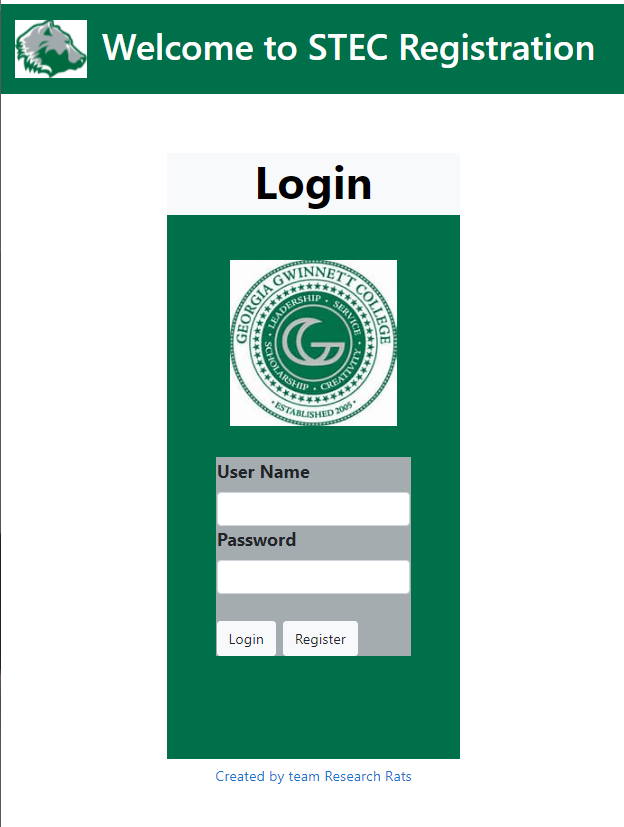 Welcome to STEC Registration
Login
GEORGIA GWINNETT COLLEGE
LEADERSHIP · SERVICE
SCHOLARSHIP · CREATIVITY
· ESTABLISHED 2005 ·
User Name
Password
Login Register
Created by team Research Rats